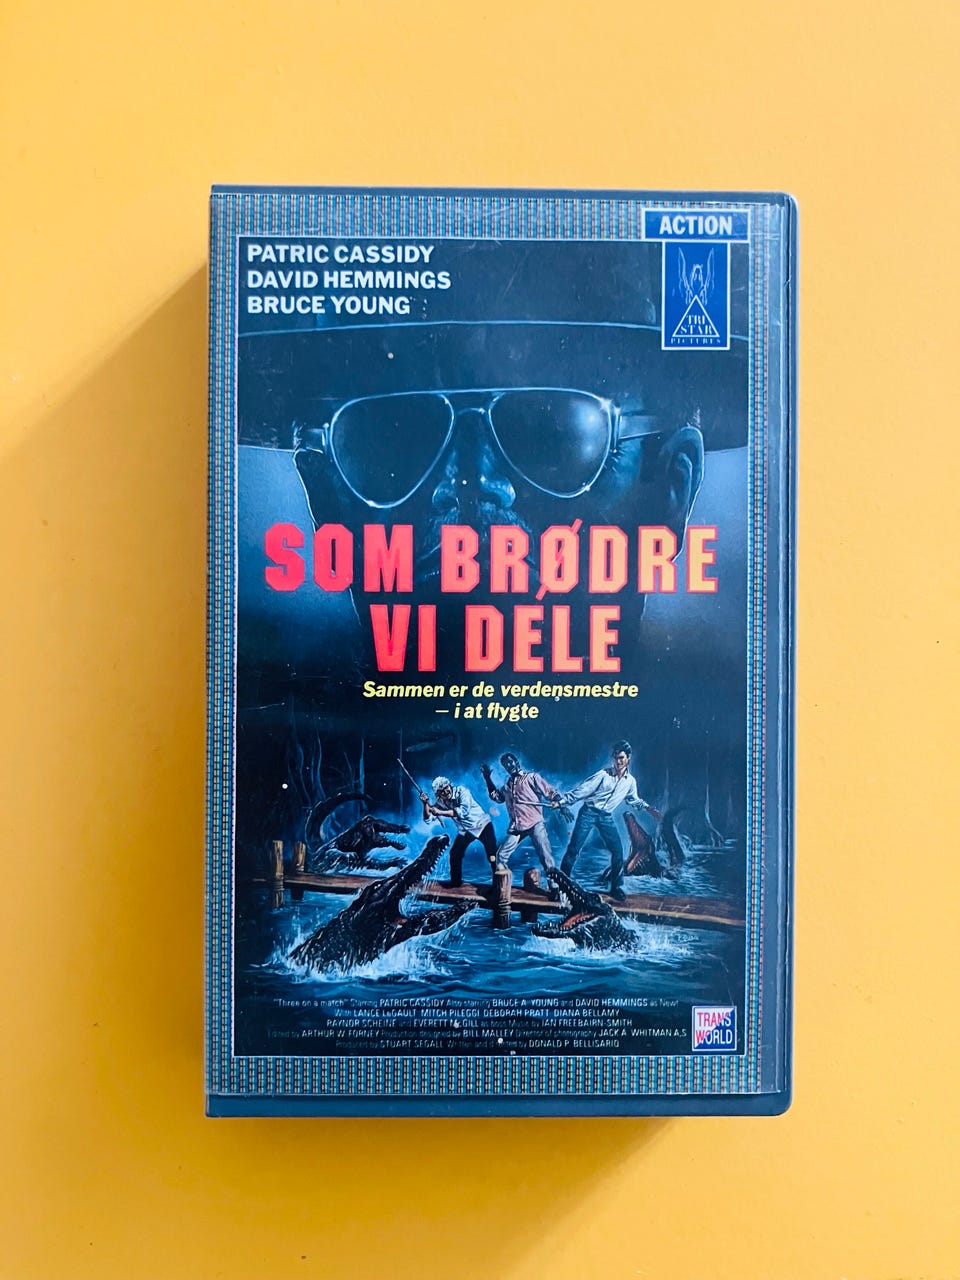 ACTION
PATRIC CASSIDY
DAVID HEMMINGS
BRUCE YOUNG
TRI
STAR
PICTURES
SOM BRØDRE
VI DELE
Sammen er de verdensmestre
– i at flygte
"Three on a match" Starring PATRIC CASSIDY Also starring BRUCE A. YOUNG and DAVID HEMMINGS as Newt
With LANCE LeGAULT MITCH PILEGGI DEBORAH PRATT DIANA BELLAMY
RAYNOR SCHEINE and EVERETT McGILL as boss Music by IAN FREEBAIRN-SMITH
Edited by ARTHUR W. FORNEY Production designed by BILL MALLEY Director of photography JACK A. WHITMAN A.S.
Produced by STUART SEGALL Written and directed by DONALD P. BELLISARIO
TRANS
WORLD